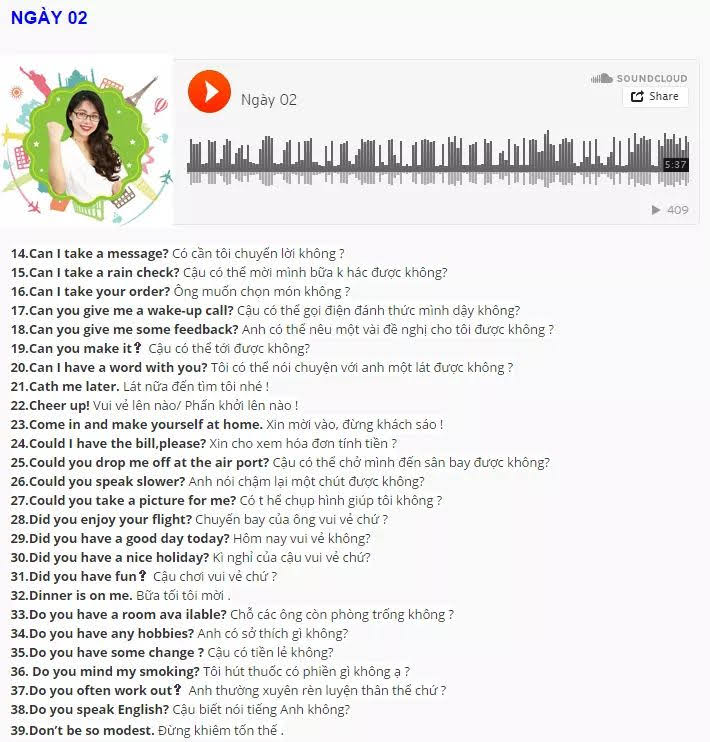 NGÀY 02
SOUNDCLOUD
Share
Ngày 02
5:37
409
14.Can I take a message? Có cần tôi chuyển lời không ?
15.Can I take a rain check? Cậu có thể mời mình bữa k hác được không?
16.Can I take your order? Ông muốn chọn món không ?
17.Can you give me a wake-up call? Cậu có thể gọi điện đánh thức mình dậy không?
18.Can you give me some feedback? Anh có thể nêu một vài đề nghị cho tôi được không ?
19.Can you make it? Cậu có thể tới được không?
20.Can I have a word with you? Tôi có thể nói chuyện với anh một lát được không ?
21.Cath me later. Lát nữa đến tìm tôi nhé !
22.Cheer up! Vui vẻ lên nào/ Phấn khởi lên nào !
23.Come in and make yourself at home. Xin mời vào, đừng khách sáo !
24.Could I have the bill,please? Xin cho xem hóa đơn tính tiền ?
25.Could you drop me off at the air port? Cậu có thể chở mình đến sân bay được không?
26.Could you speak slower? Anh nói chậm lại một chút được không?
27.Could you take a picture for me? Có t hể chụp hình giúp tôi không ?
28.Did you enjoy your flight? Chuyến bay của ông vui vẻ chứ ?
29.Did you have a good day today? Hôm nay vui vẻ không?
30.Did you have a nice holiday? Kì nghỉ của cậu vui vẻ chứ?
31.Did you have fun? Cậu chơi vui vẻ chứ ?
32.Dinner is on me. Bữa tối tôi mời .
33.Do you have a room ava ilable? Chỗ các ông còn phòng trống không ?
34.Do you have any hobbies? Anh có sở thích gì không?
35.Do you have some change ? Cậu có tiền lẻ không?
36. Do you mind my smoking? Tôi hút thuốc có phiền gì không ạ ?
37.Do you often work out? Anh thường xuyên rèn luyện thân thể chứ ?
38.Do you speak English? Cậu biết nói tiếng Anh không?
39.Don’t be so modest. Đừng khiêm tốn thế .